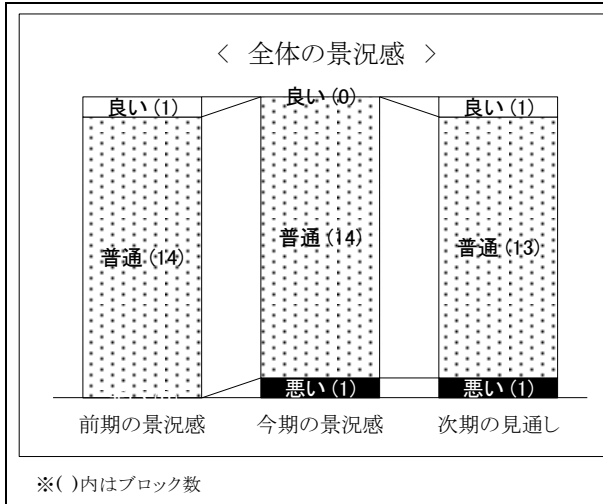 < 全体の景況感 >
良い(1)
良い(0)
良い(1)
普通(14)
普通(14)
普通(13)
悪い(1)
悪い(1)
前期の景況感
今期の景況感
次期の見通し
※( )内はブロック数